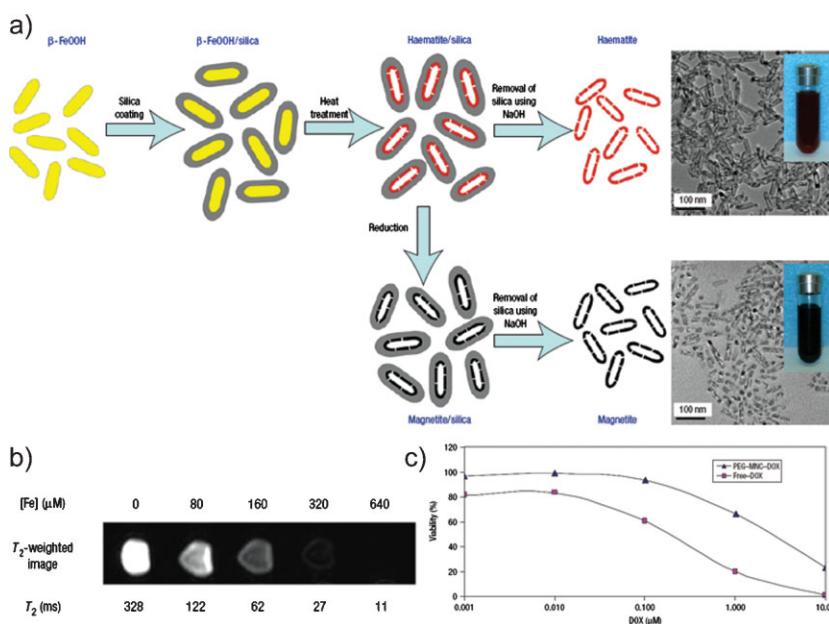 a)
β-FeOOH
β-FeOOH/silica
Haematite/silica
Haematite
Silica
coating
Heat
treatment
Removal of
silica using
NaOH
100 nm
Reduction
Removal of
silica using
NaOH
100 nm
Magnetite/silica
Magnetite
b)
[Fe] (μM) 0 80 160 320 640
T2-weighted
image
T2 (ms) 328 122 62 27 11
c)
120
100
80
60
40
20
0
Viability (%)
PEG–MNC–DOX
Free–DOX
0.001 0.010 0.100 1.000 10.0
DOX (μM)